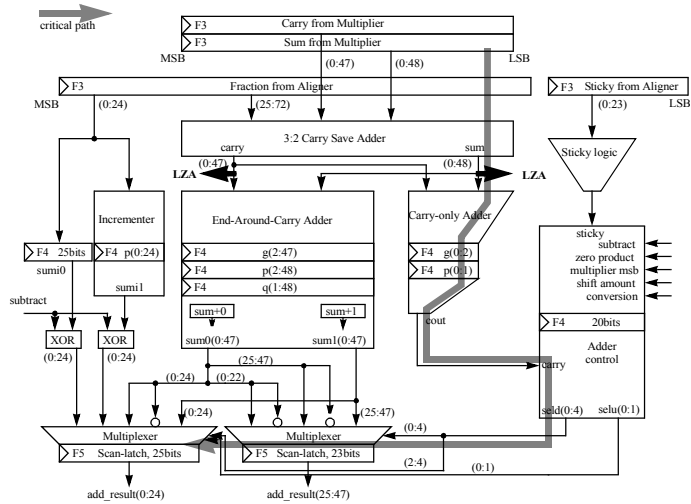 critical path
F3 Carry from Multiplier
F3 Sum from Multiplier
MSB LSB
(0:47) (0:48)
F3 Fraction from Aligner
F3 Sticky from Aligner
MSB (0:24) (25:72) (0:23) LSB
3:2 Carry Save Adder
carry sum
Sticky logic
(0:47) (0:48)
LZA LZA
Incrementer
End-Around-Carry Adder
Carry-only Adder
sticky
subtract
zero product
multiplier msb
shift amount
conversion
F4 25bits
F4 p(0:24)
F4 g(2:47)
F4 g(0:2)
F4 p(2:48)
F4 p(0:1)
F4 q(1:48)
sumi0
sumi1
subtract
sum+0 sum+1
cout
F4 20bits
XOR XOR
sum0(0:47) sum1(0:47)
Adder
control
(0:24) (0:24)
(25:47)
carry
(0:24) (0:22)
(0:24) (25:47)
seld(0:4) selu(0:1)
(0:4)
Multiplexer Multiplexer
F5 Scan-latch, 25bits
F5 Scan-latch, 23bits
(2:4) (0:1)
add_result(0:24) add_result(25:47)